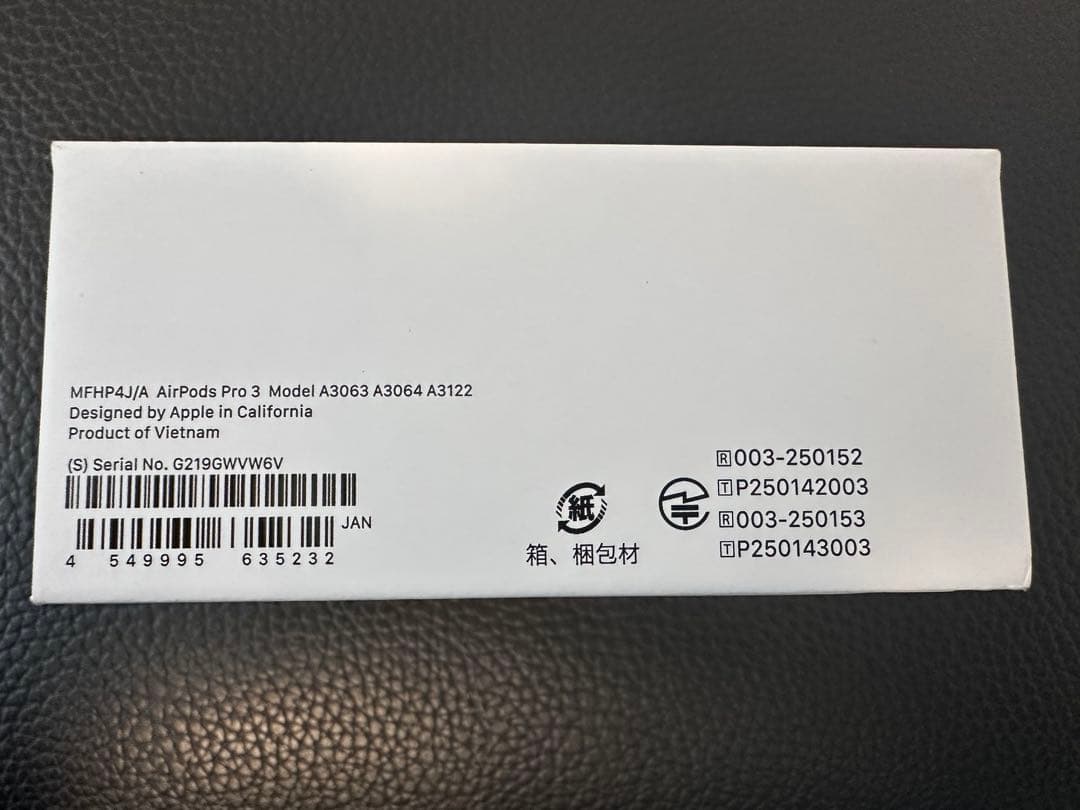 MFHP4J/A AirPods Pro 3 Model A3063 A3064 A3122
Designed by Apple in California
Product of Vietnam
(S) Serial No. G219GWVW6V
JAN
4 549995 635232
紙
箱、梱包材
R003-250152
TP250142003
R003-250153
TP250143003